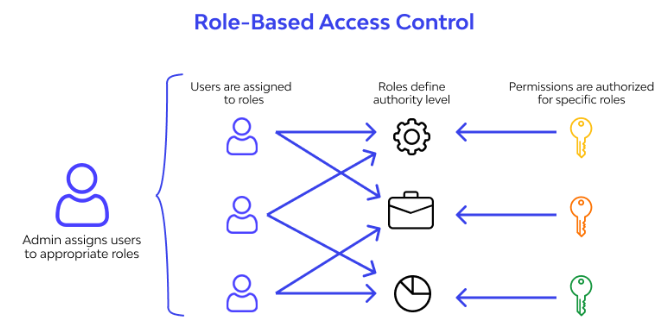 Role-Based Access Control
Users are assigned
to roles
Roles define
authority level
Permissions are authorized
for specific roles
Admin assigns users
to appropriate roles